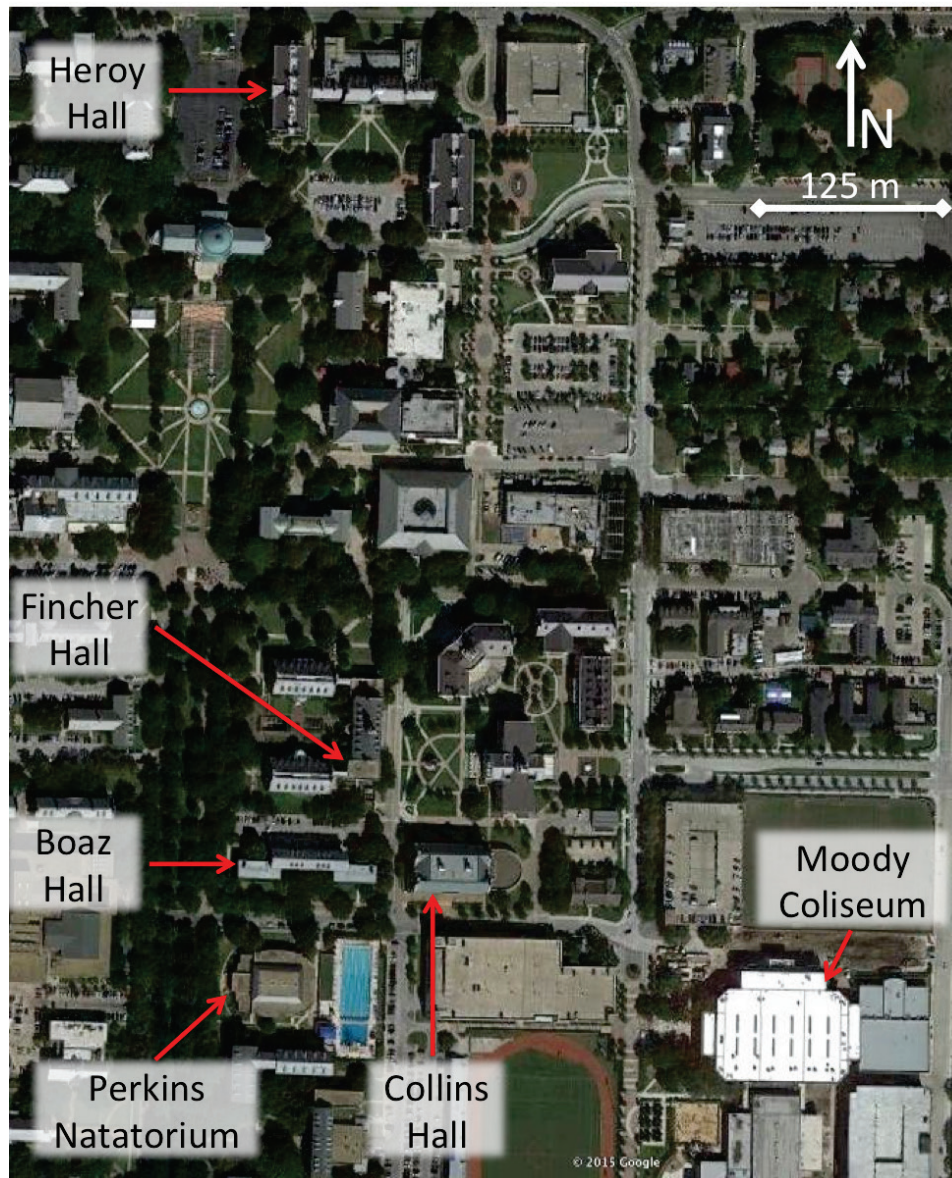 Heroy
Hall
N
125 m
Fincher
Hall
Boaz
Hall
Moody
Coliseum
Perkins
Natatorium
Collins
Hall
© 2015 Google